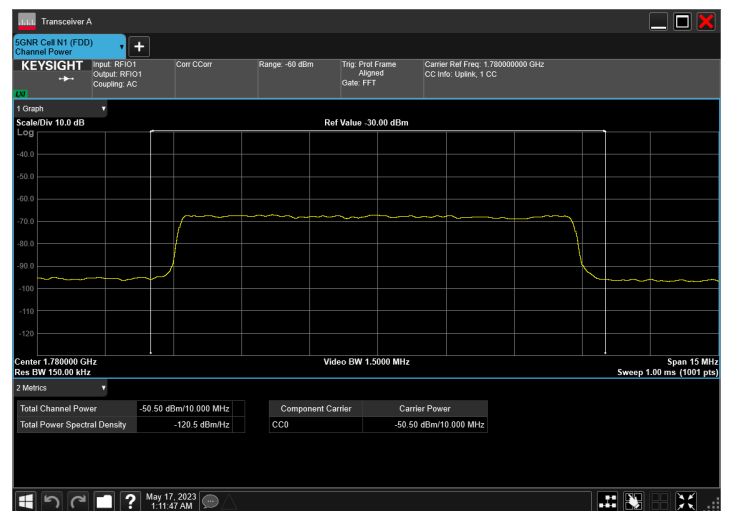 Transceiver A
5GNR Cell N1 (FDD)
Channel Power
KEYSIGHT
LXI
Input: RFIO1
Output: RFIO1
Coupling: AC
Corr CCorr
Range: -60 dBm
Trig: Prot Frame
Aligned
Gate: FFT
Carrier Ref Freq: 1.780000000 GHz
CC Info: Uplink, 1 CC
1 Graph
Scale/Div 10.0 dB
Ref Value -30.00 dBm
Log
-40.0
-50.0
-60.0
-70.0
-80.0
-90.0
-100
-110
-120
Center 1.780000 GHz
Video BW 1.5000 MHz
Span 15 MHz
Res BW 150.00 kHz
Sweep 1.00 ms (1001 pts)
2 Metrics
Total Channel Power -50.50 dBm/10.000 MHz
Total Power Spectral Density -120.5 dBm/Hz
Component Carrier Carrier Power
CC0 -50.50 dBm/10.000 MHz
?
May 17, 2023
1:11:47 AM